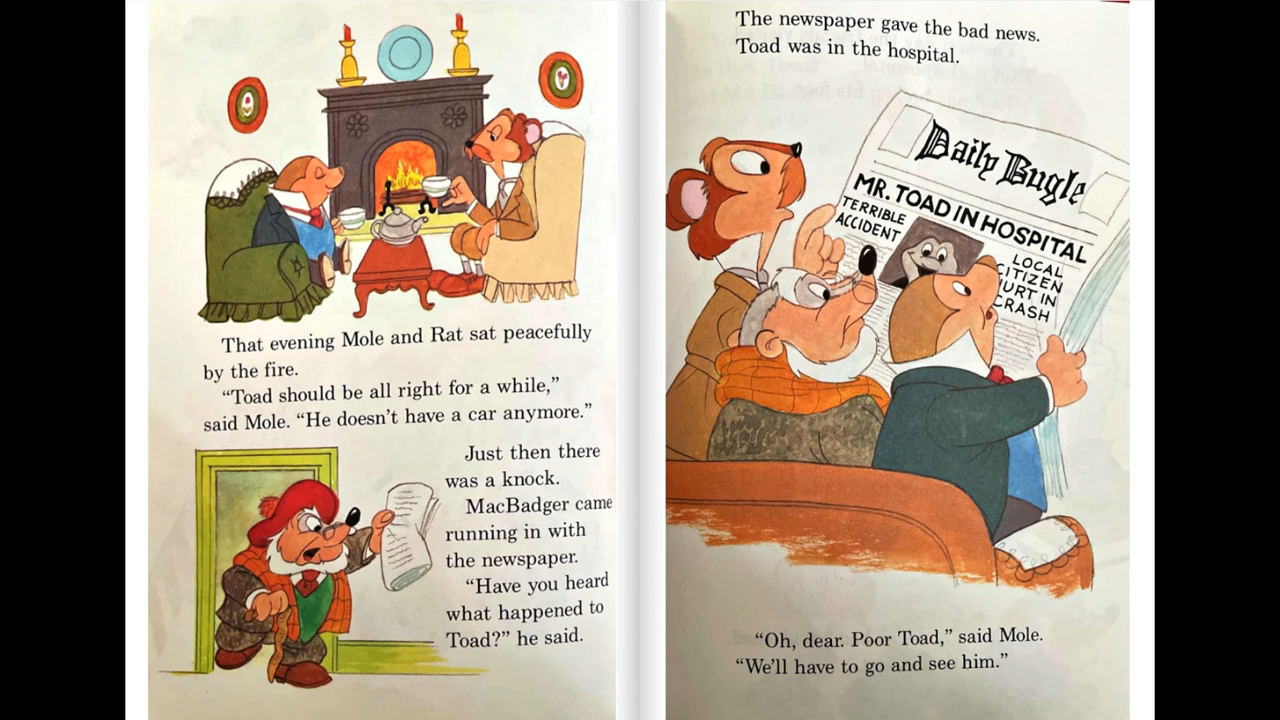 That evening Mole and Rat sat peacefully
by the fire.
“Toad should be all right for a while,”
said Mole. “He doesn’t have a car anymore.”
Just then there
was a knock.
MacBadger came
running in with
the newspaper.
“Have you heard
what happened to
Toad?” he said.
The newspaper gave the bad news.
Toad was in the hospital.
Daily Bugle
MR. TOAD IN HOSPITAL
TERRIBLE
ACCIDENT
LOCAL
CITIZEN
URT IN
CRASH
“Oh, dear. Poor Toad,” said Mole.
“We’ll have to go and see him.”